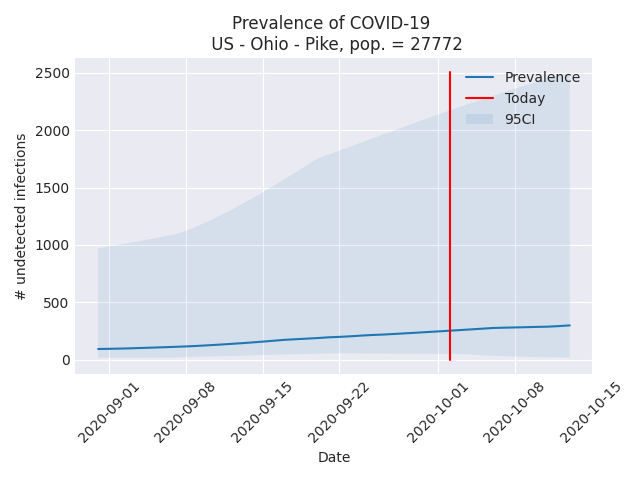 Prevalence of COVID-19
US - Ohio - Pike, pop. = 27772
2500
2000
1500
1000
500
0
# undetected infections
Prevalence
Today
95CI
2020-09-01
2020-09-08
2020-09-15
2020-09-22
2020-10-01
2020-10-08
2020-10-15
Date